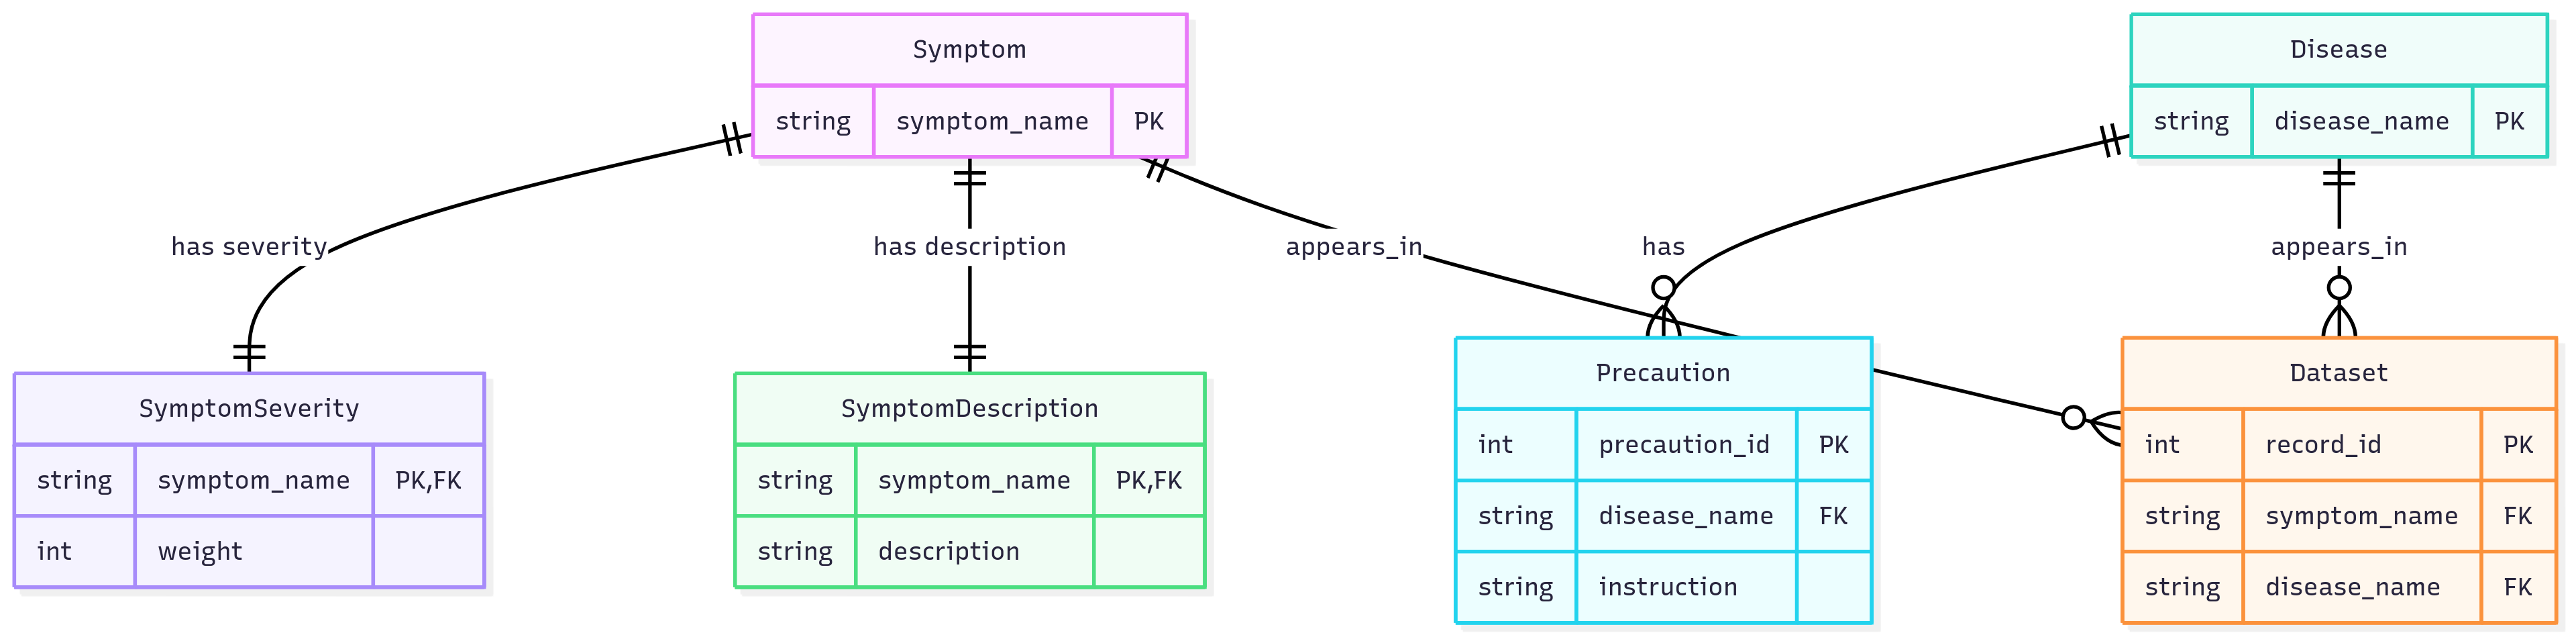 Symptom
string symptom_name PK
Disease
string disease_name PK
has severity
has description
appears_in
has
appears_in
SymptomSeverity
string symptom_name PK,FK
int weight
SymptomDescription
string symptom_name PK,FK
string description
Precaution
int precaution_id PK
string disease_name FK
string instruction
Dataset
int record_id PK
string symptom_name FK
string disease_name FK